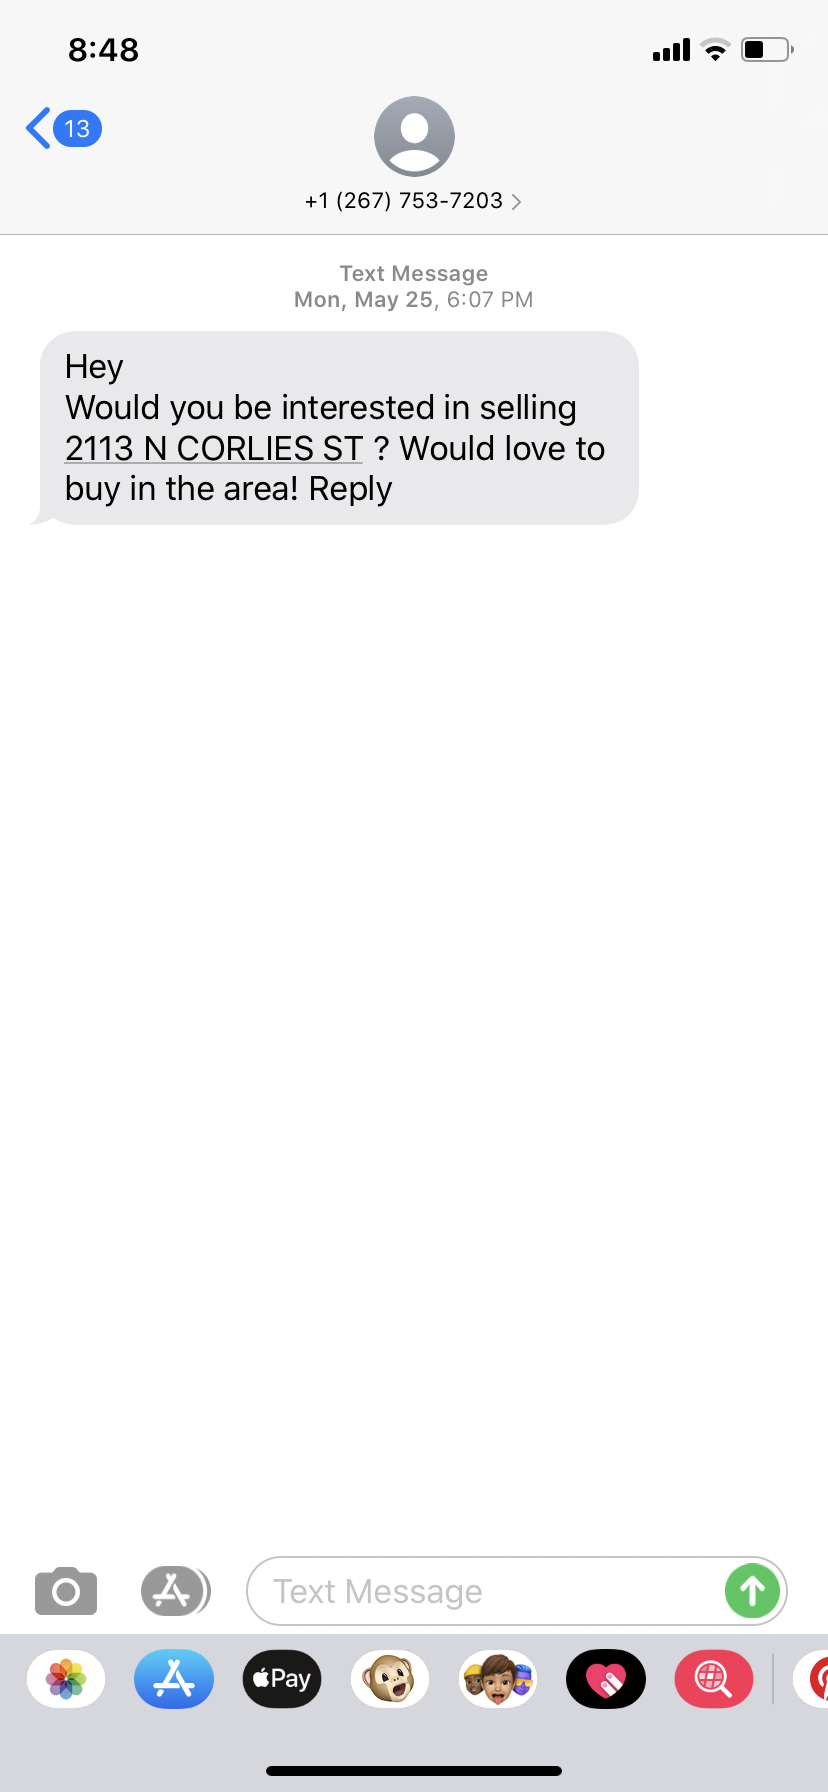 8:48
13
+1 (267) 753-7203
Text Message
Mon, May 25, 6:07 PM
Hey
Would you be interested in selling
2113 N CORLIES ST ? Would love to
buy in the area! Reply
Text Message
Pay